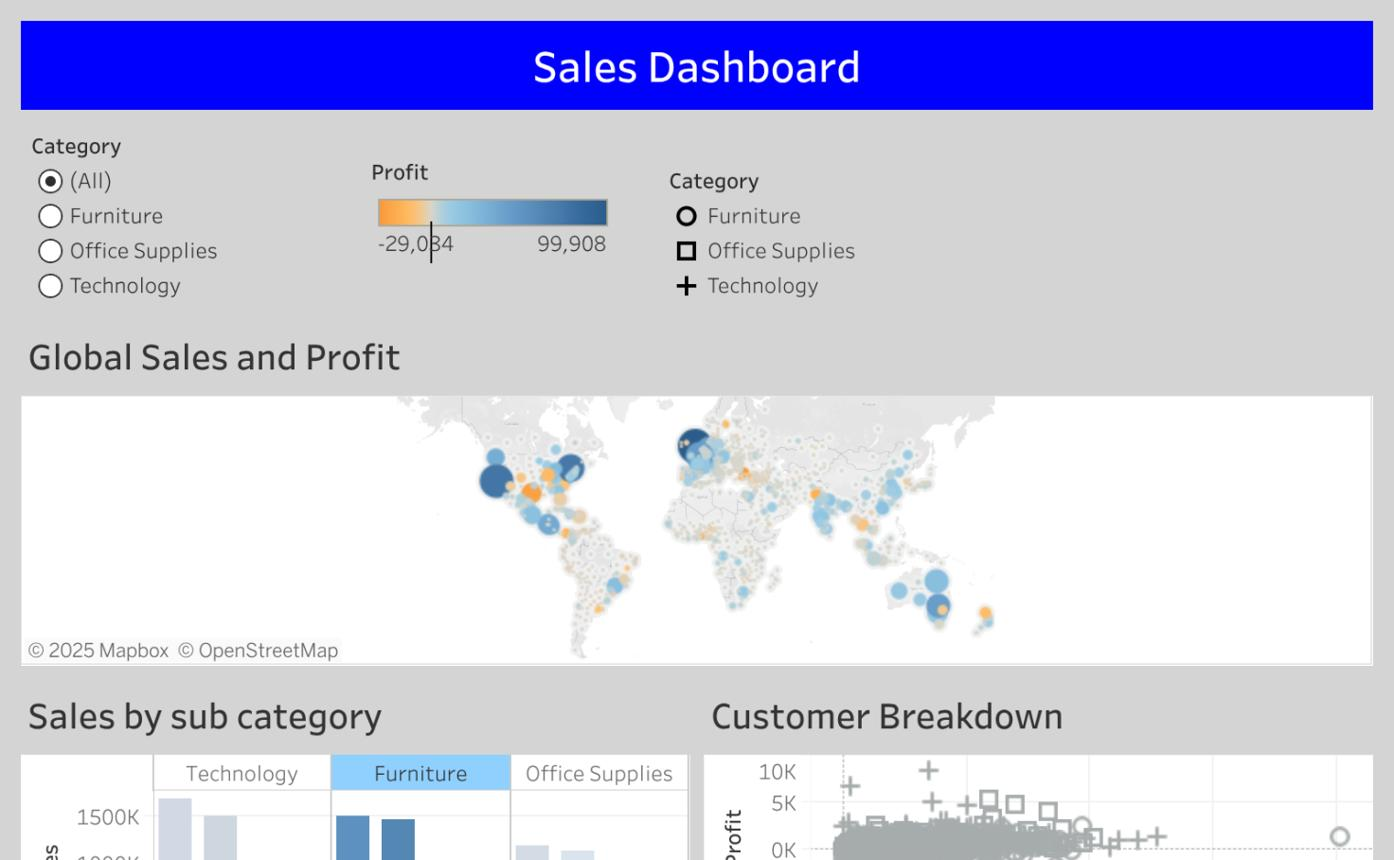 Sales Dashboard
Category
(All)
Furniture
Office Supplies
Technology
Profit
-29,084 99,908
Category
Furniture
Office Supplies
Technology
Global Sales and Profit
© 2025 Mapbox © OpenStreetMap
Sales by sub category
Technology Furniture Office Supplies
1500K
Customer Breakdown
10K
5K
0K
Profit